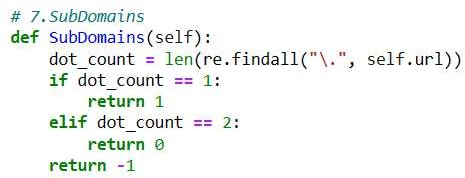 # 7.SubDomains
def SubDomains(self):
    dot_count = len(re.findall("\.", self.url))
    if dot_count == 1:
        return 1
    elif dot_count == 2:
        return 0
    return -1